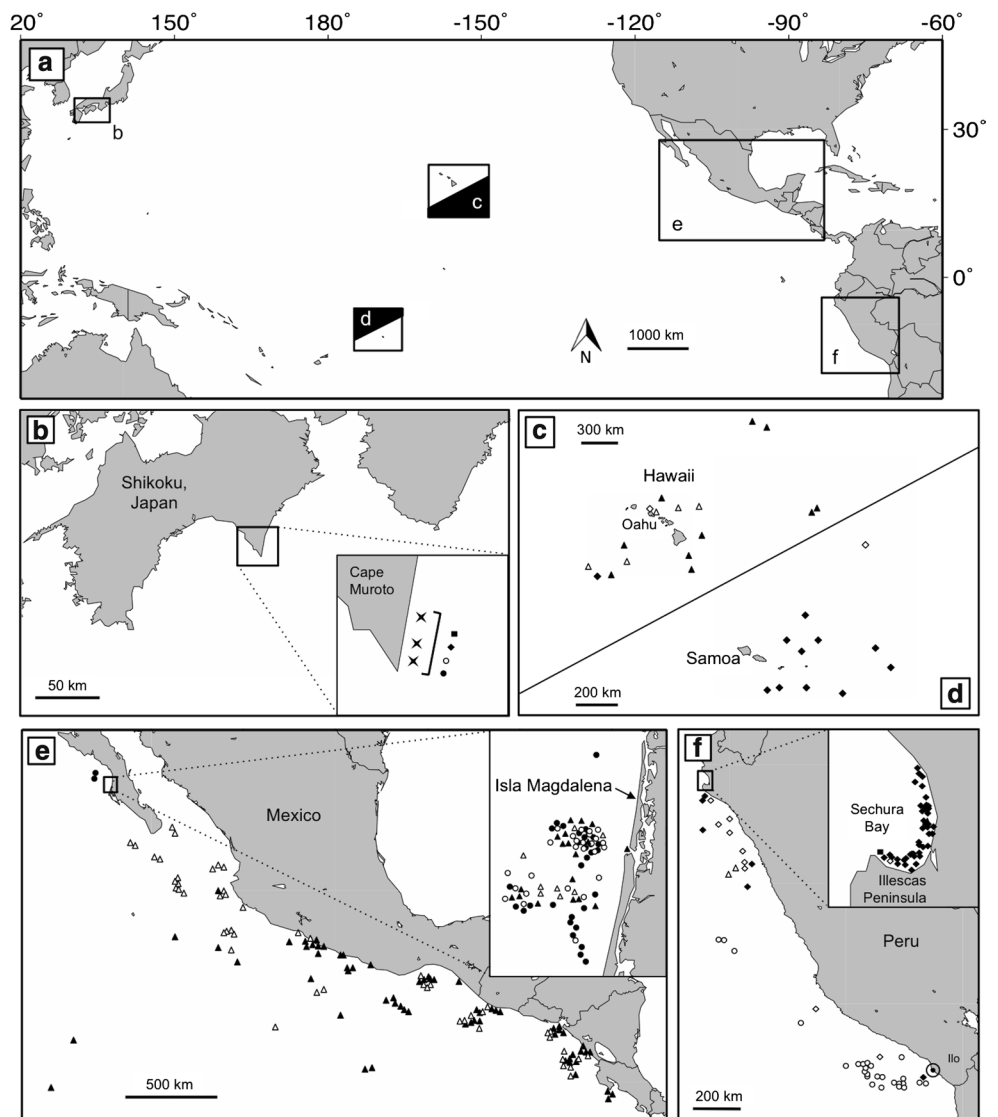 20° 150° 180° -150° -120° -90° -60°
a
b
30°
c
e
0°
d
N
1000 km
f
b
Shikoku,
Japan
Cape
Muroto
50 km
c
300 km
Hawaii
Oahu
Samoa
200 km
d
e
Mexico
Isla Magdalena
500 km
f
Sechura
Bay
Illescas
Peninsula
Peru
Ilo
200 km